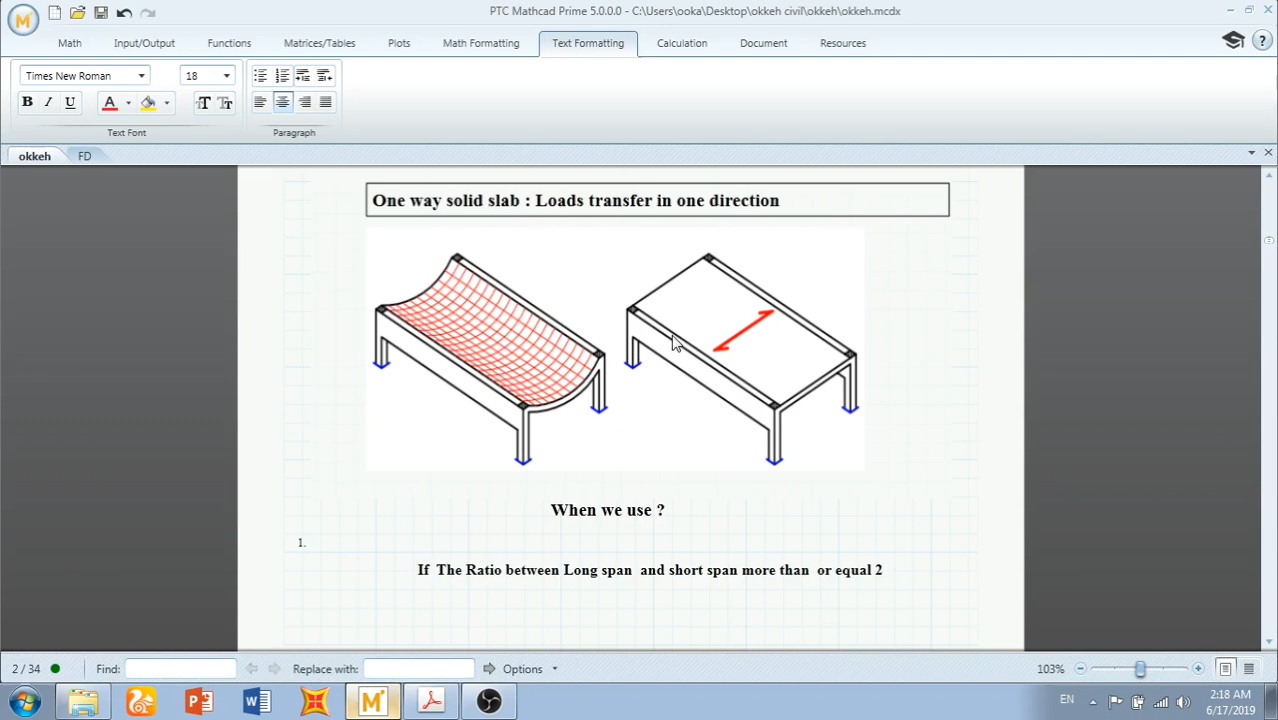 PTC Mathcad Prime 5.0.0.0 - C:\Users\ooka\Desktop\okkeh civil\okkeh\okkeh.mcdx
Math Input/Output Functions Matrices/Tables Plots Math Formatting Text Formatting Calculation Document Resources
Times New Roman 18
B I U A
Text Font Paragraph
okkeh FD
One way solid slab : Loads transfer in one direction
When we use ?
1.
If The Ratio between Long span and short span more than or equal 2
2 / 34 Find: Replace with: Options 103%
EN 2:18 AM
6/17/2019